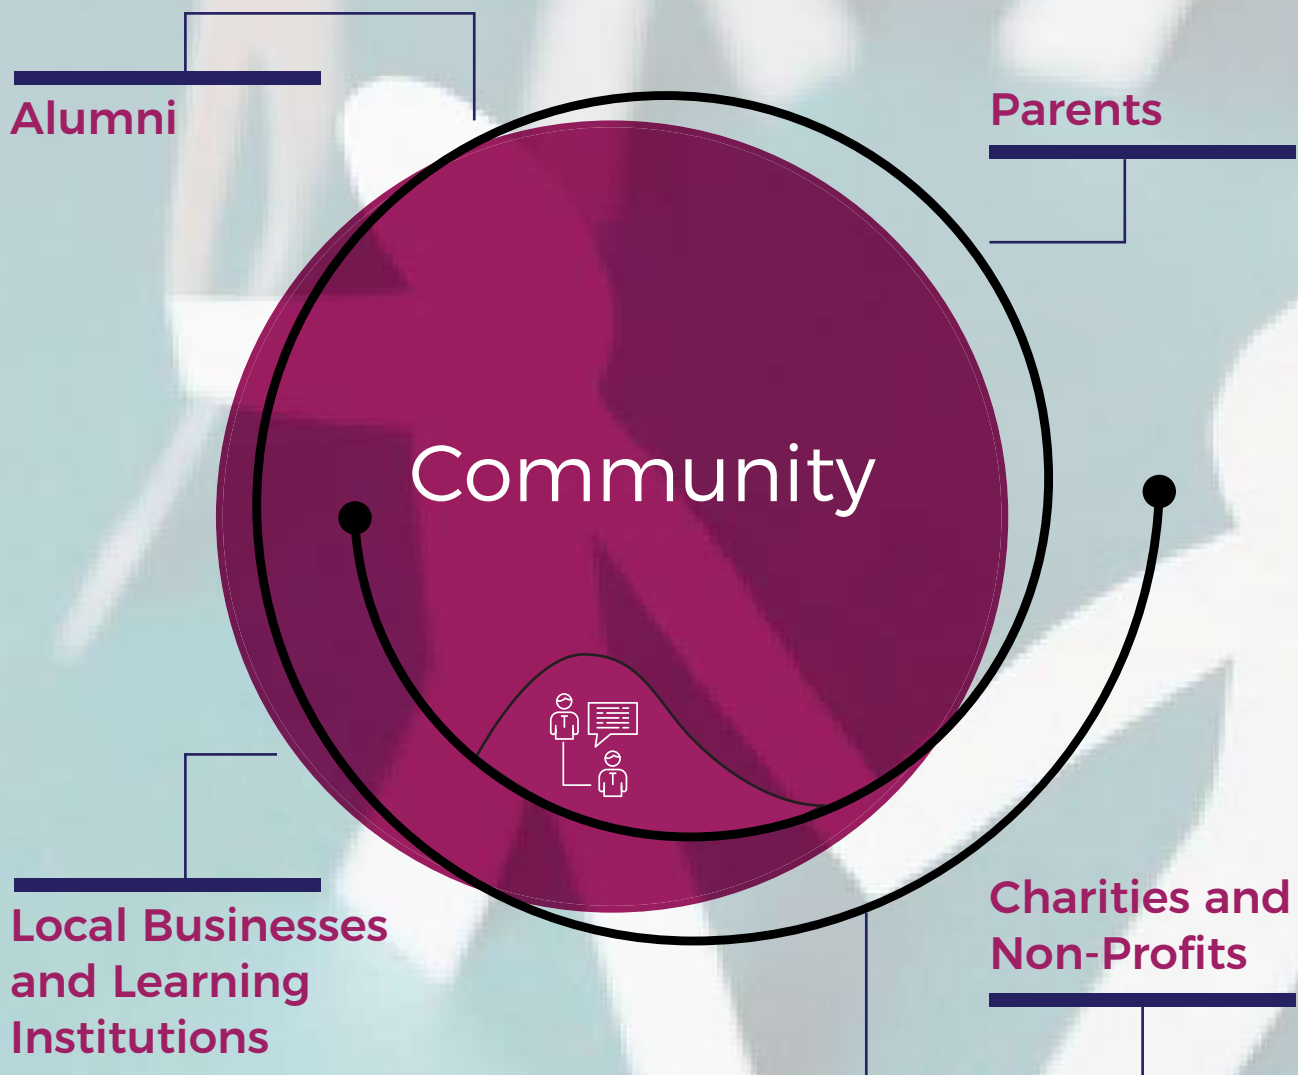 Alumni
Parents
Community
Local Businesses
and Learning
Institutions
Charities and
Non-Profits